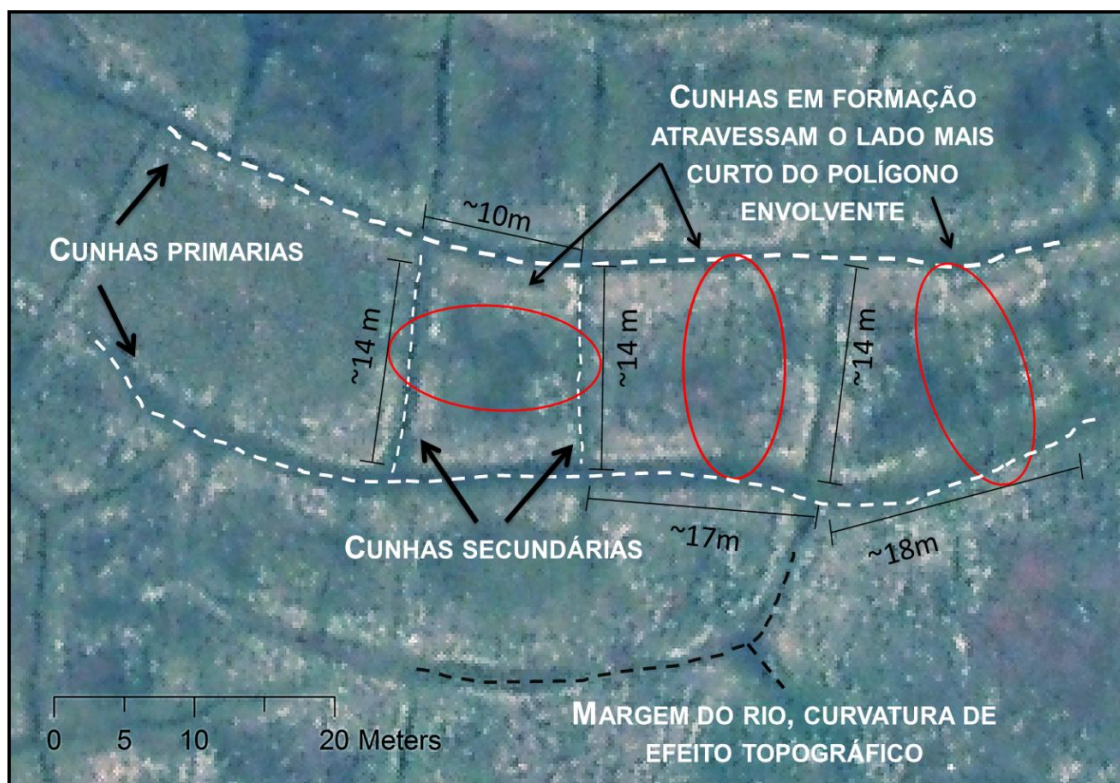 CUNHAS EM FORMAÇÃO
ATRAVESSAM O LADO MAIS
CURTO DO POLÍGONO
ENVOLVENTE
CUNHAS PRIMARIAS
~10m
~14 m
~14 m
~14 m
CUNHAS SECUNDÁRIAS
~17m
~18m
MARGEM DO RIO, CURVATURA DE
EFEITO TOPOGRÁFICO
0 5 10 20 Meters